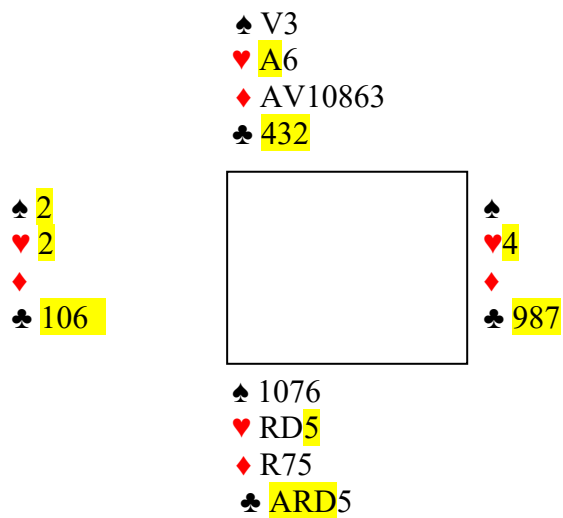 ♠ V3
♥ A6
♦ AV10863
♣ 432
♠ 2
♥ 2
♦
♣ 106
♠
♥4
♦
♣ 987
♠ 1076
♥ RD5
♦ R75
♣ ARD5